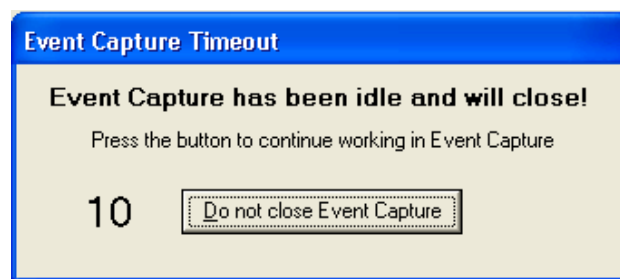 Event Capture Timeout
Event Capture has been idle and will close!
Press the button to continue working in Event Capture
10 Do not close Event Capture